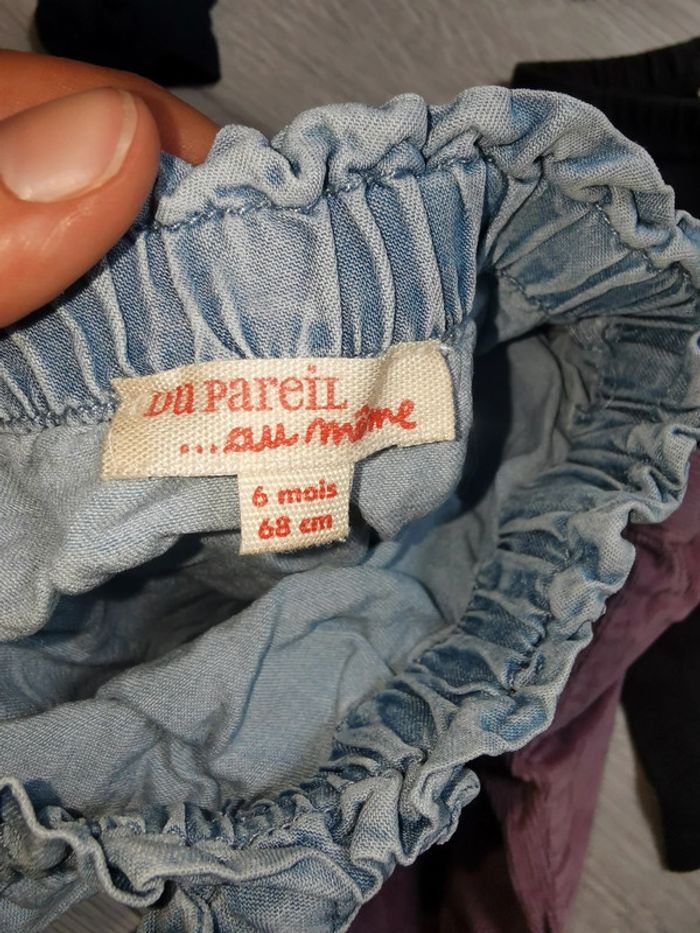 Du Pareil
...au même
6 mois
68 cm